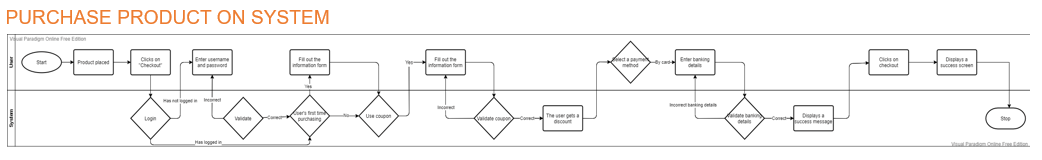 PURCHASE PRODUCT ON SYSTEM
Visual Paradigm Online Free Edition
User
Start
Product placed
Clicks on
"Checkout"
Enter username
and password
Fill out the
information form
Yes
Fill out the
information form
Select a payment
method
By card
Enter banking
details
Clicks on
checkout
Displays a
success screen
System
Has not logged in
Login
Has logged in
Incorrect
Validate
Correct
Yes
User's first time
purchasing
No
Use coupon
Incorrect
Validate coupon
Correct
The user gets a
discount
Incorrect banking details
Validate banking
details
Correct
Displays a
success message
Stop
Visual Paradigm Online Free Edition